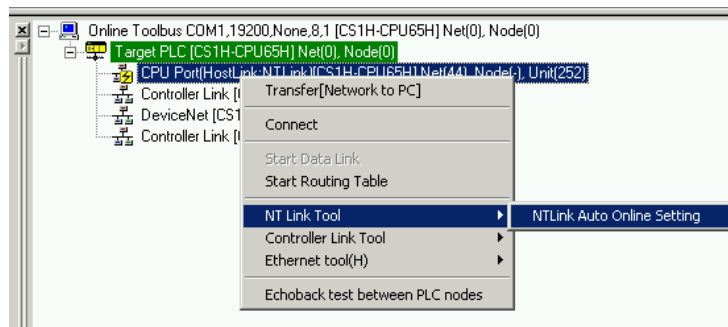 Online Toolbus COM1,19200,None,8,1 [CS1H-CPU65H] Net(0), Node(0)
Target PLC [CS1H-CPU65H] Net(0), Node(0)
CPU Port(HostLink:NTLink)[CS1H-CPU65H] Net(44), Node(-), Unit(252)
Controller Link [
DeviceNet [CS1
Controller Link [
Transfer[Network to PC]
Connect
Start Data Link
Start Routing Table
NT Link Tool
NTLink Auto Online Setting
Controller Link Tool
Ethernet tool(H)
Echoback test between PLC nodes